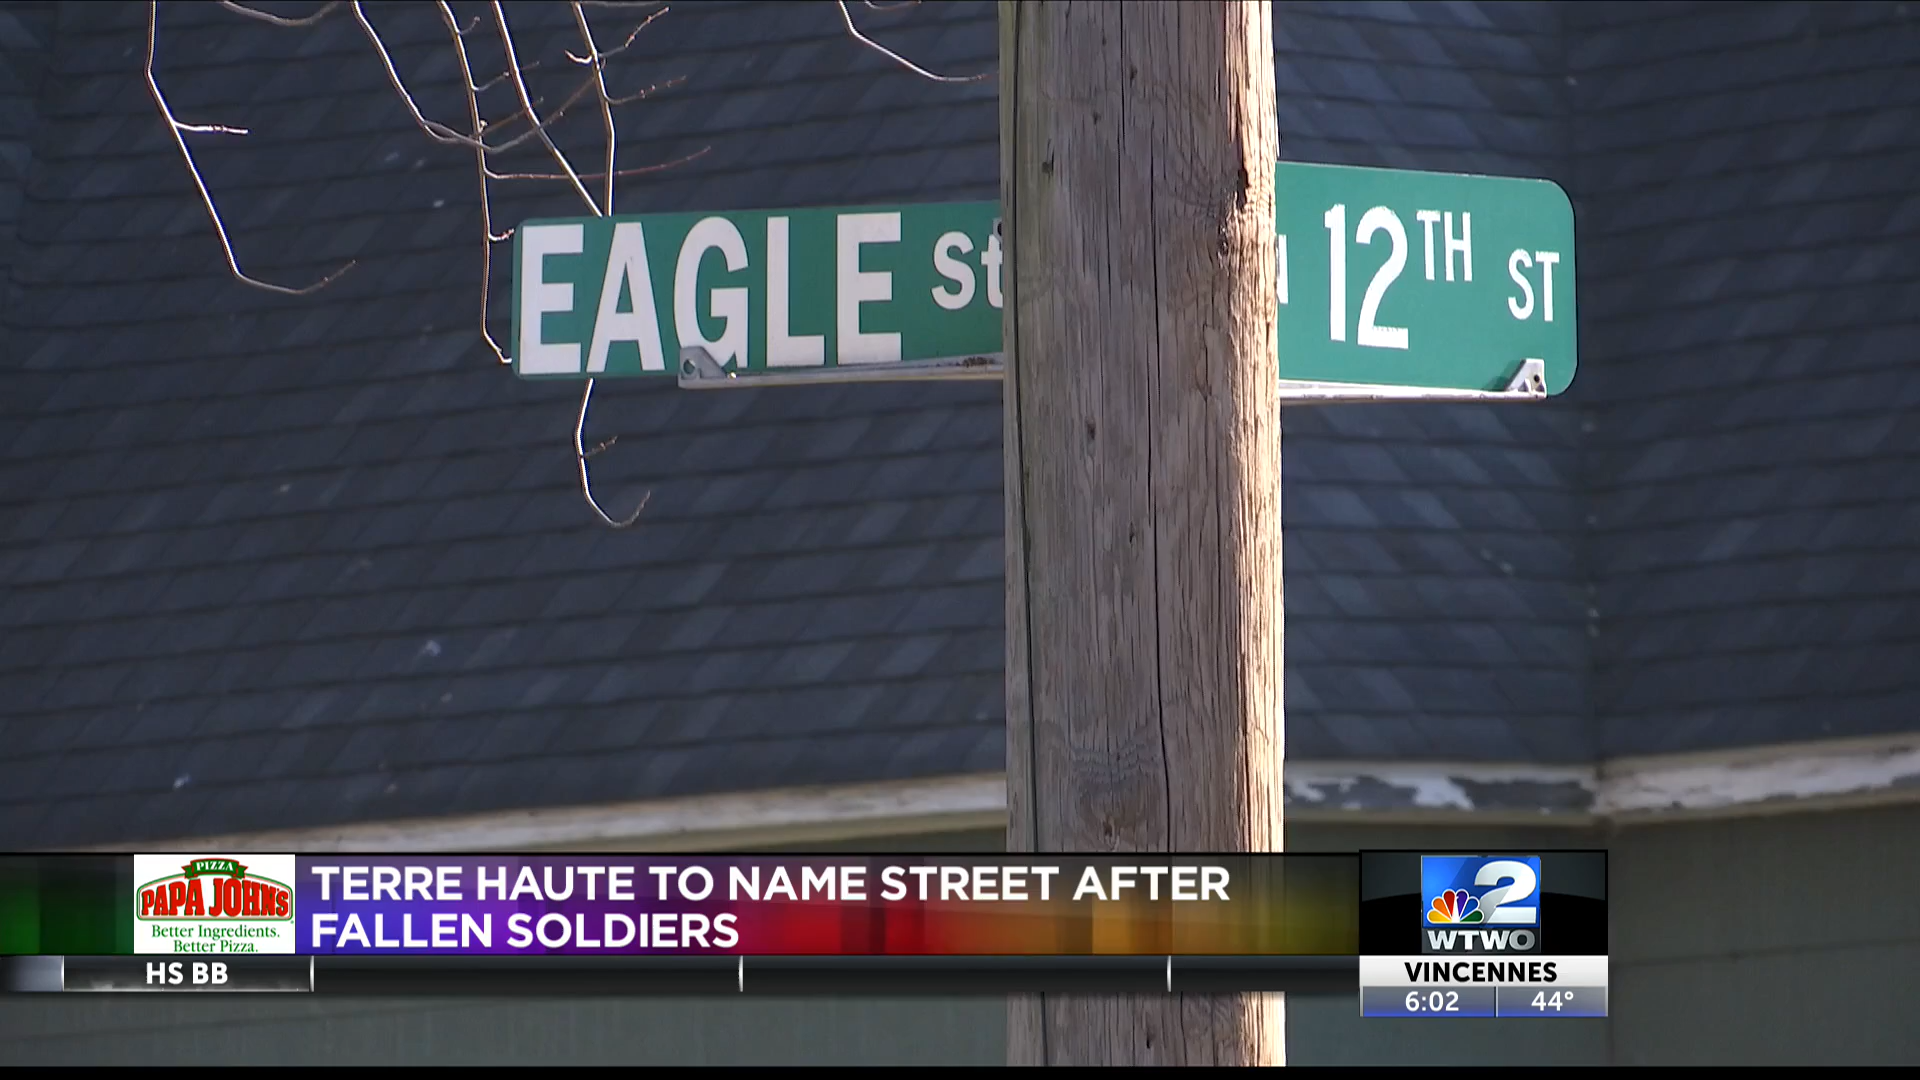 EAGLE St
12TH ST
PIZZA
PAPA JOHN'S
Better Ingredients.
Better Pizza.
TERRE HAUTE TO NAME STREET AFTER
FALLEN SOLDIERS
2
WTWO
HS BB
VINCENNES
6:02 44°